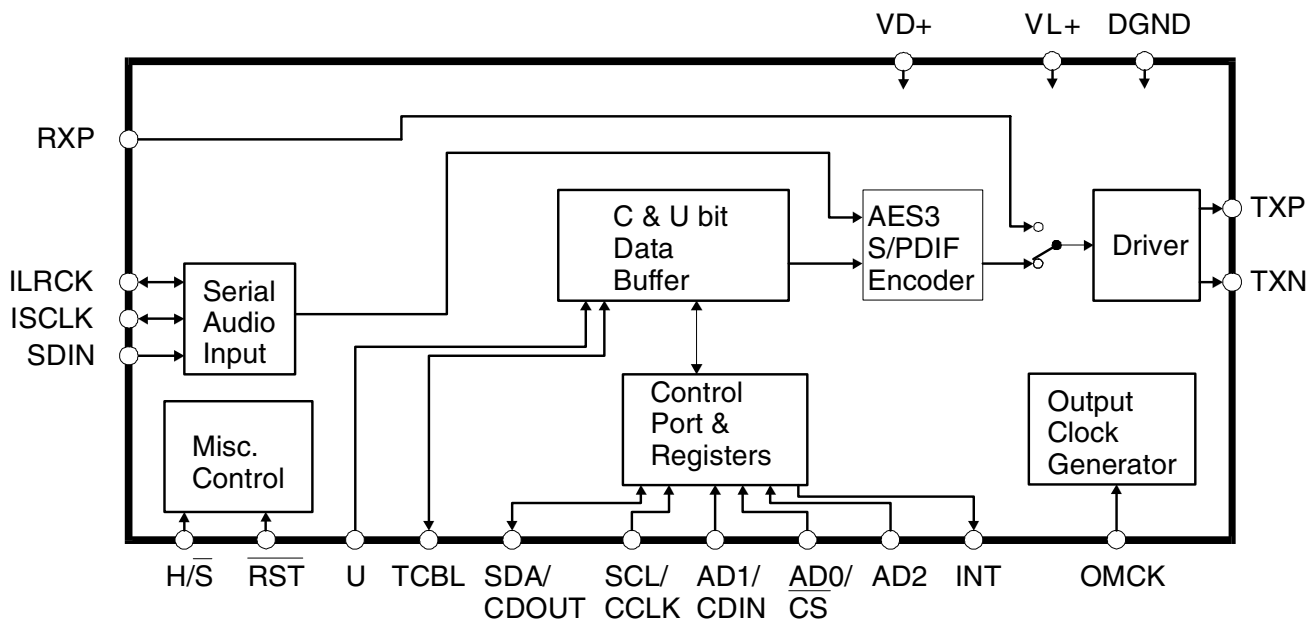 VD+ VL+ DGND
RXP
C & U bit
Data
Buffer
AES3
S/PDIF
Encoder
Driver
TXP
TXN
ILRCK
ISCLK
SDIN
Serial
Audio
Input
Control
Port &
Registers
Misc.
Control
Output
Clock
Generator
H/S̅
R̅S̅T̅
U
TCBL
SDA/
CDOUT
SCL/
CCLK
AD1/
CDIN
AD0/
C̅S̅
AD2
INT
OMCK